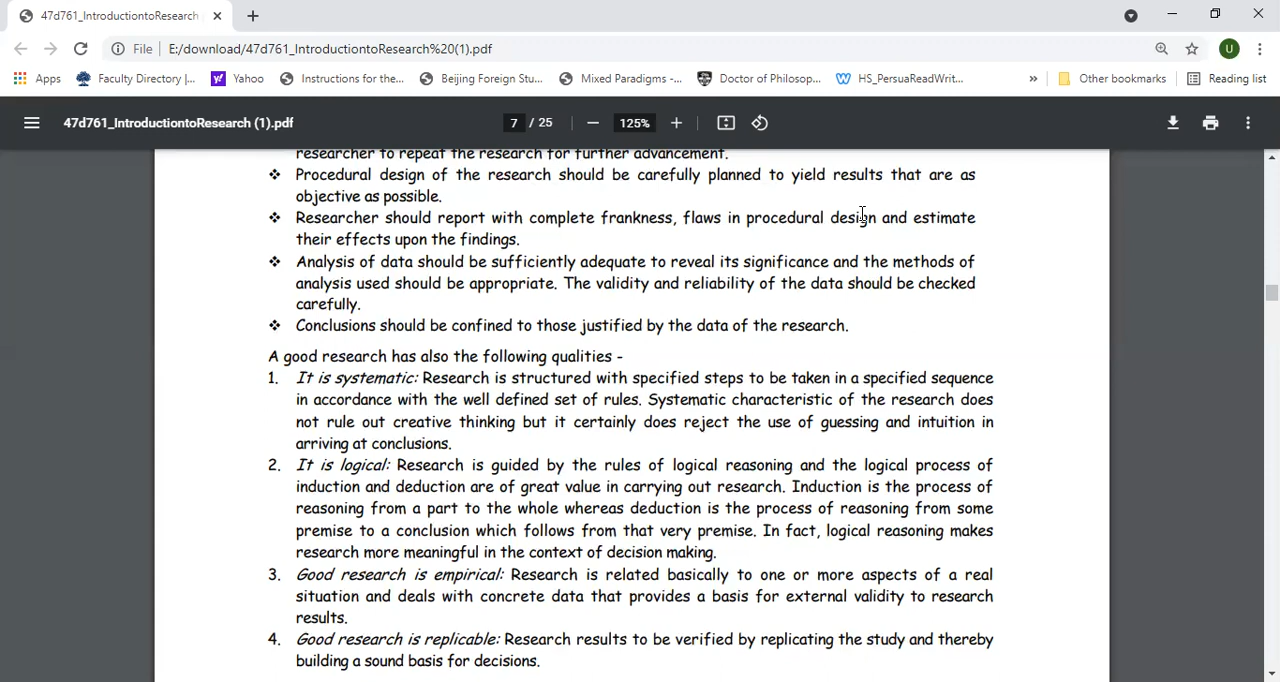 47d761_IntroductiontoResearch
File E:/download/47d761_IntroductiontoResearch%20(1).pdf
U
Apps Faculty Directory |... Yahoo Instructions for the... Beijing Foreign Stu... Mixed Paradigms -... Doctor of Philosop... HS_PersuaReadWrit... » Other bookmarks Reading list
47d761_IntroductiontoResearch (1).pdf 7 / 25 125%
researcher to repeat the research for further advancement.
❖ Procedural design of the research should be carefully planned to yield results that are as
objective as possible.
❖ Researcher should report with complete frankness, flaws in procedural design and estimate
their effects upon the findings.
❖ Analysis of data should be sufficiently adequate to reveal its significance and the methods of
analysis used should be appropriate. The validity and reliability of the data should be checked
carefully.
❖ Conclusions should be confined to those justified by the data of the research.
A good research has also the following qualities -
1. It is systematic: Research is structured with specified steps to be taken in a specified sequence
in accordance with the well defined set of rules. Systematic characteristic of the research does
not rule out creative thinking but it certainly does reject the use of guessing and intuition in
arriving at conclusions.
2. It is logical: Research is guided by the rules of logical reasoning and the logical process of
induction and deduction are of great value in carrying out research. Induction is the process of
reasoning from a part to the whole whereas deduction is the process of reasoning from some
premise to a conclusion which follows from that very premise. In fact, logical reasoning makes
research more meaningful in the context of decision making.
3. Good research is empirical: Research is related basically to one or more aspects of a real
situation and deals with concrete data that provides a basis for external validity to research
results.
4. Good research is replicable: Research results to be verified by replicating the study and thereby
building a sound basis for decisions.